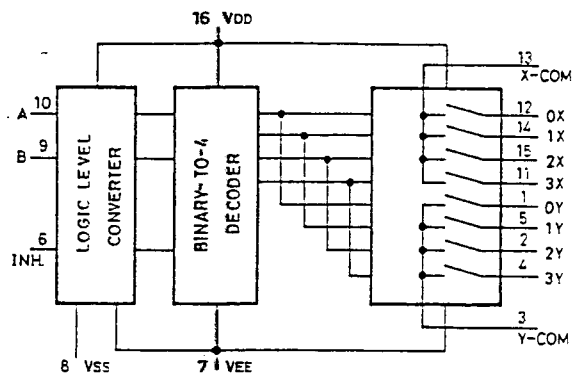 16 VDD
13
X-COM
A 10
B 9
6
INH.
LOGIC LEVEL
CONVERTER
BINARY-TO-4
DECODER
12 0X
14 1X
15 2X
11 3X
1 0Y
5 1Y
2 2Y
4 3Y
3
Y-COM
8 VSS
7 VEE